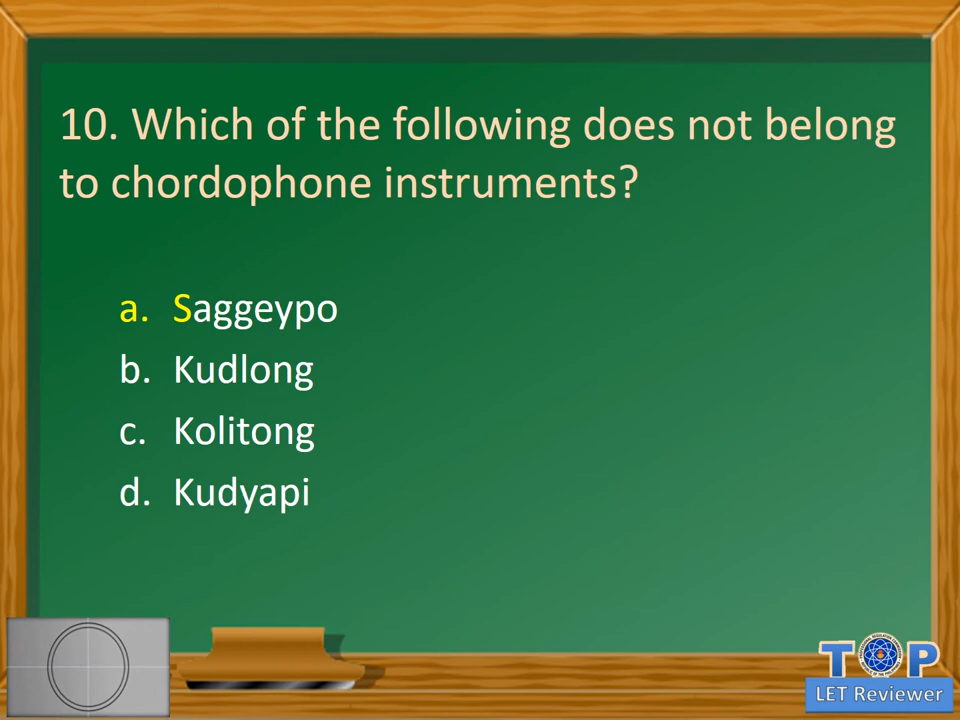 10. Which of the following does not belong
to chordophone instruments?
a. Saggeypo
b. Kudlong
c. Kolitong
d. Kudyapi
TOP
LET Reviewer